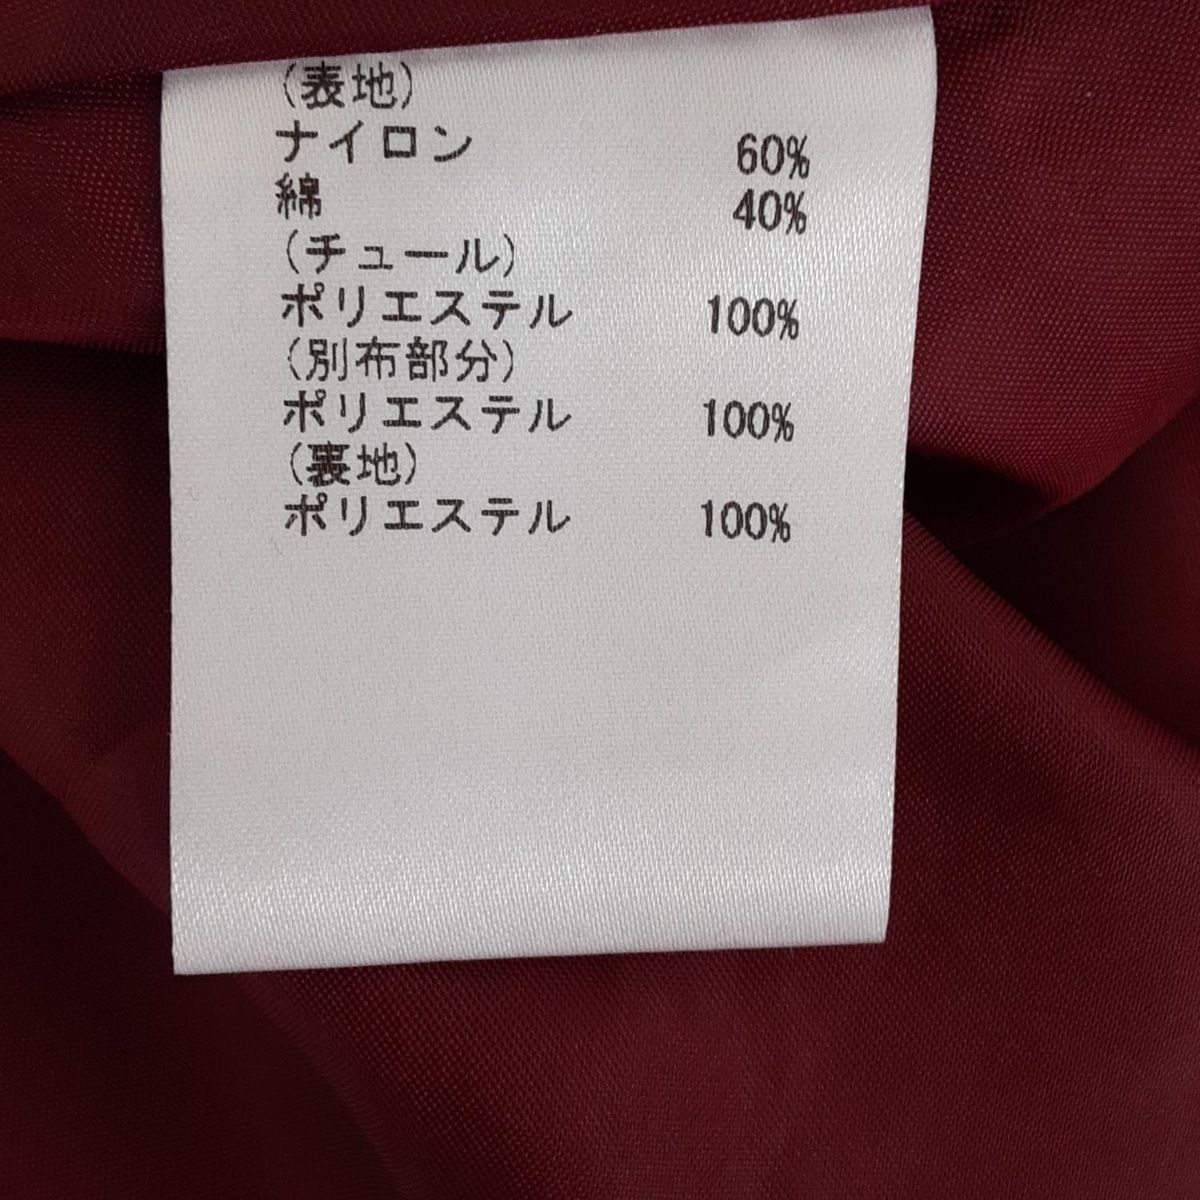 (表地)
ナイロン 60%
綿 40%
(チュール)
ポリエステル 100%
(別布部分)
ポリエステル 100%
(裏地)
ポリエステル 100%